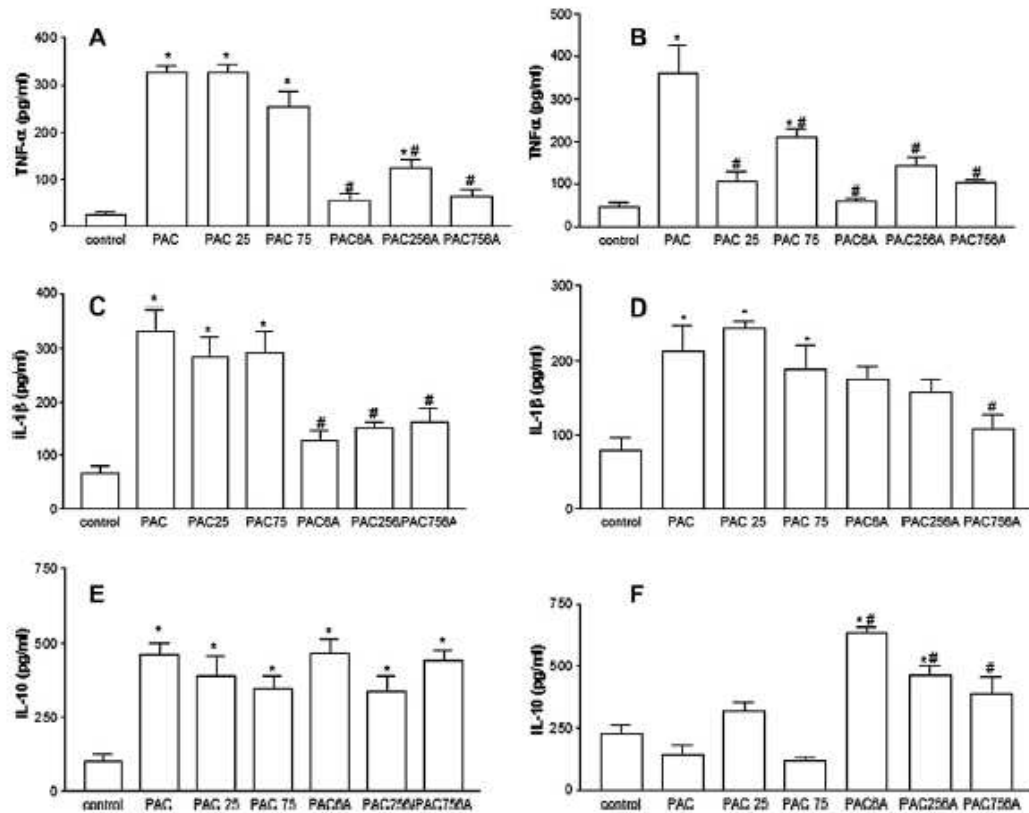 A
TNF-α (pg/ml)
400
300
200
100
0
* * * # * # #
control PAC PAC 25 PAC 75 PAC6A PAC256A PAC756A
B
TNFα (pg/ml)
500
400
300
200
100
0
* # * # # # #
control PAC PAC 25 PAC 75 PAC6A PAC256A PAC756A
C
IL-1β (pg/ml)
400
300
200
100
0
* * * # # #
control PAC PAC25 PAC75 PAC6A PAC256/ PAC756A
D
IL-1β (pg/ml)
300
200
100
0
* * * #
control PAC PAC 25 PAC 75 PAC6A PAC256A PAC756A
E
IL-10 (pg/ml)
750
500
250
0
* * * * * *
control PAC PAC 25 PAC 75 PAC6A PAC256/ PAC756A
F
IL-10 (pg/ml)
750
500
250
0
* # * # #
control PAC PAC 25 PAC 75 PAC6A PAC256A PAC756A